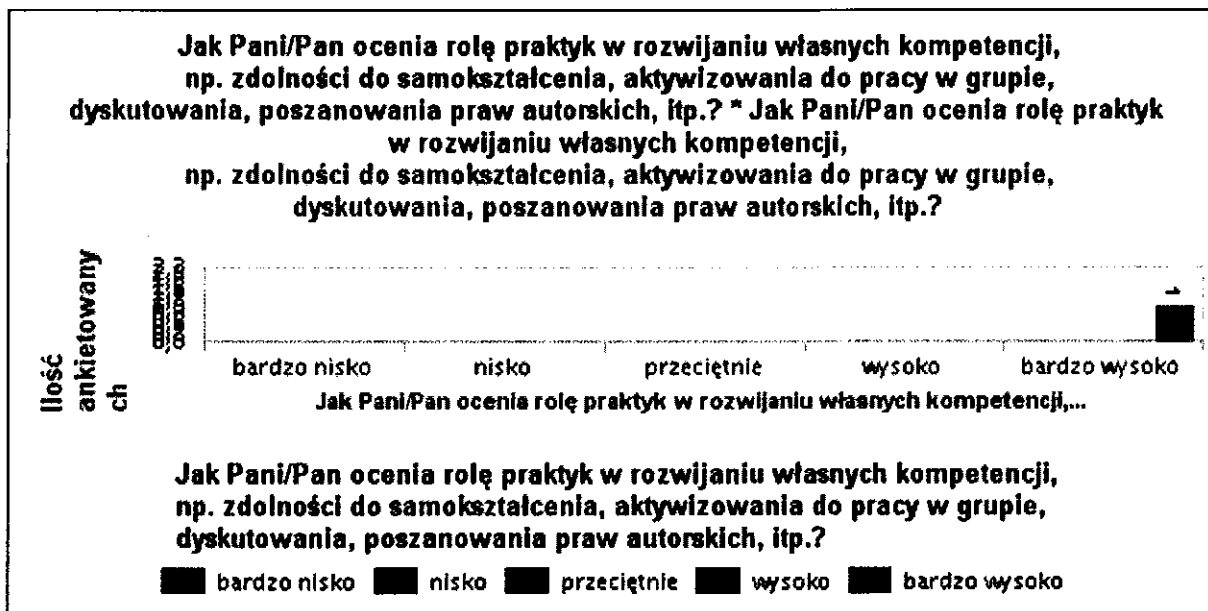 Jak Pani/Pan ocenia rolę praktyk w rozwijaniu własnych kompetencji,
np. zdolności do samokształcenia, aktywizowania do pracy w grupie,
dyskutowania, poszanowania praw autorskich, itp.? * Jak Pani/Pan ocenia rolę praktyk
w rozwijaniu własnych kompetencji,
np. zdolności do samokształcenia, aktywizowania do pracy w grupie,
dyskutowania, poszanowania praw autorskich, itp.?
Ilość
ankietowany
ch
1
bardzo nisko nisko przeciętnie wysoko bardzo wysoko
Jak Pani/Pan ocenia rolę praktyk w rozwijaniu własnych kompetencji,...
Jak Pani/Pan ocenia rolę praktyk w rozwijaniu własnych kompetencji,
np. zdolności do samokształcenia, aktywizowania do pracy w grupie,
dyskutowania, poszanowania praw autorskich, itp.?
bardzo nisko nisko przeciętnie wysoko bardzo wysoko